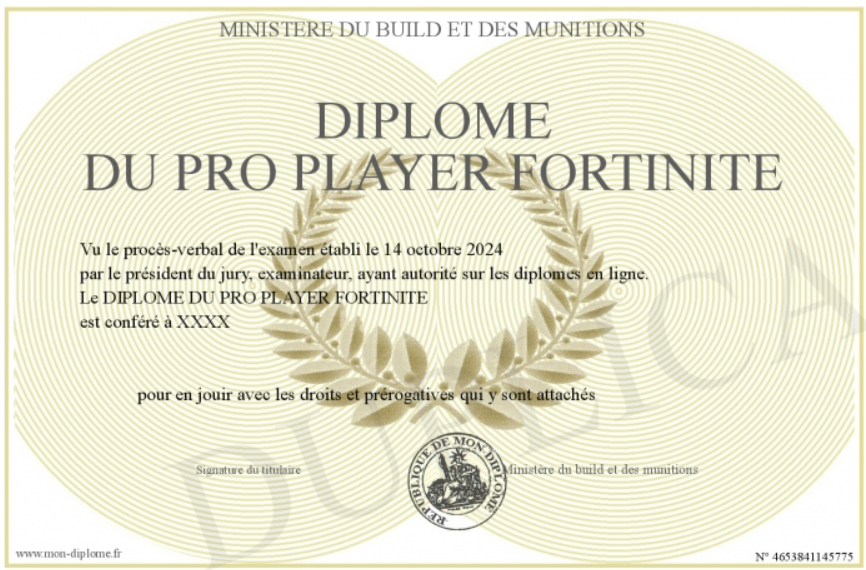 MINISTERE DU BUILD ET DES MUNITIONS
DIPLOME
DU PRO PLAYER FORTINITE
Vu le procès-verbal de l'examen établi le 14 octobre 2024
par le président du jury, examinateur, ayant autorité sur les diplomes en ligne.
Le DIPLOME DU PRO PLAYER FORTINITE
est conféré à XXXX
pour en jouir avec les droits et prérogatives qui y sont attachés
Signature du titulaire
REPUBLIQUE DE MON DIPLOME
Ministère du build et des munitions
www.mon-diplome.fr
N° 4653841145775
DUPLICATA